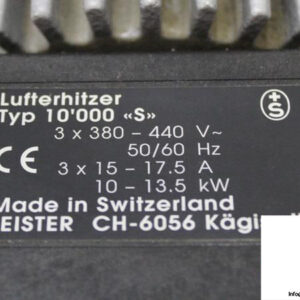 Lufterhitzer
Typ 10'000 «S»
3 x 380 – 440 V~
50/60 Hz
3 x 15 – 17.5 A
10 – 13.5 kW
Made in Switzerland
EISTER CH-6056
+S
CE